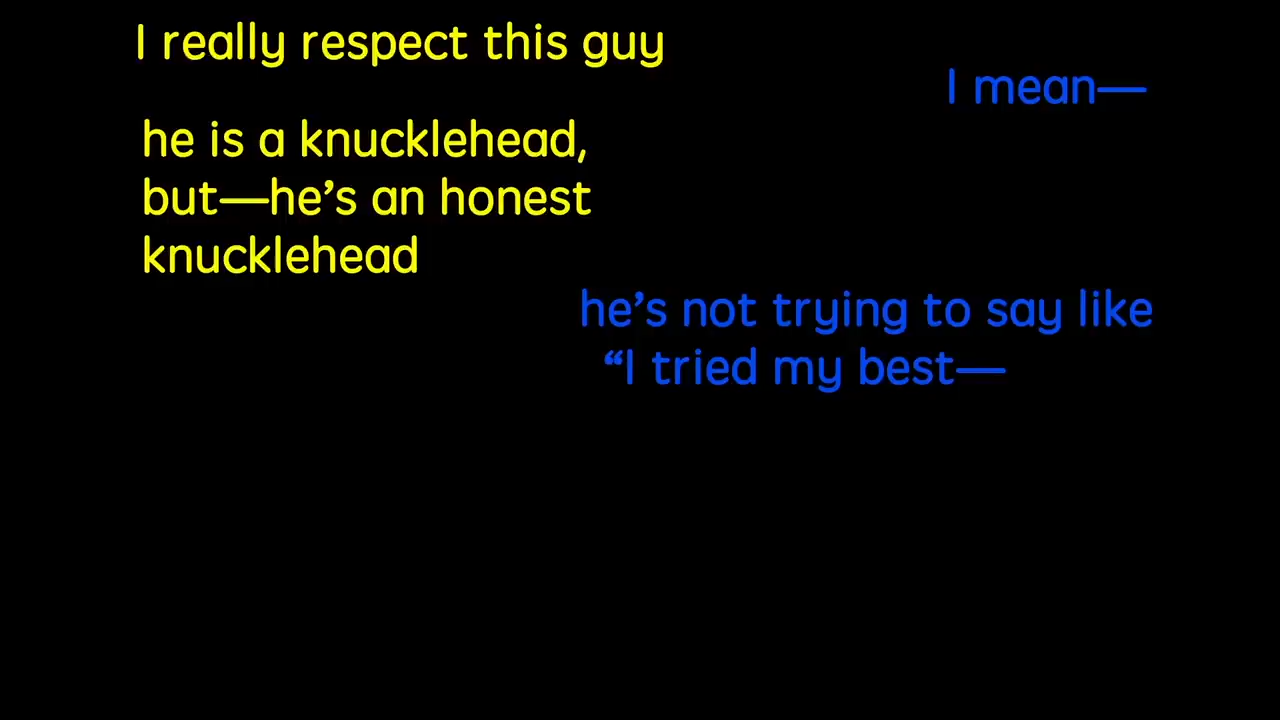 I really respect this guy
I mean—
he is a knucklehead,
but—he’s an honest
knucklehead
he’s not trying to say like
“I tried my best—